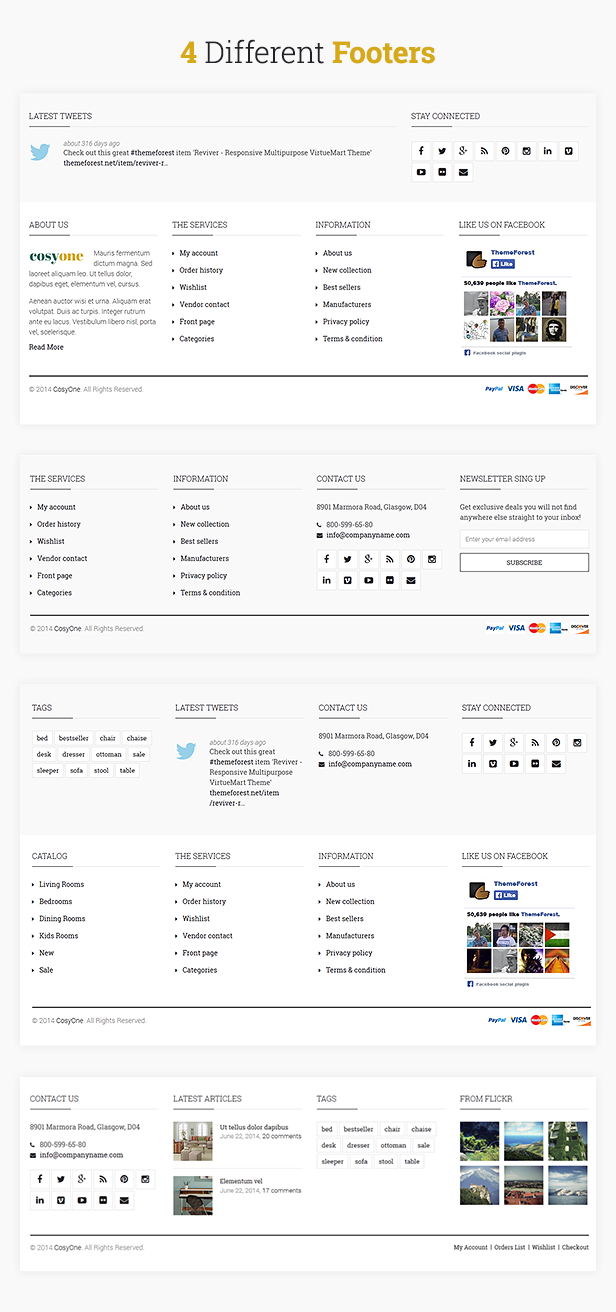 4 Different Footers
LATEST TWEETS
about 316 days ago
Check out this great #themeforest item 'Reviver - Responsive Multipurpose VirtueMart Theme'
themeforest.net/item/reviver-r...
STAY CONNECTED
ABOUT US
cosyone
Mauris fermentum
dictum magna. Sed
laoreet aliquam leo. Ut tellus dolor,
dapibus eget, elementum vel, cursus.
Aenean auctor wisi et urna. Aliquam erat
volutpat. Duis ac turpis. Integer rutrum
ante eu lacus. Vestibulum libero nisl, porta
vel, scelerisque.
Read More
THE SERVICES
My account
Order history
Wishlist
Vendor contact
Front page
Categories
INFORMATION
About us
New collection
Best sellers
Manufacturers
Privacy policy
Terms & condition
LIKE US ON FACEBOOK
ThemeForest
Like
50,639 people like ThemeForest.
Facebook social plugin
© 2014 CosyOne. All Rights Reserved.
PayPal VISA MasterCard DISCOVER
THE SERVICES
My account
Order history
Wishlist
Vendor contact
Front page
Categories
INFORMATION
About us
New collection
Best sellers
Manufacturers
Privacy policy
Terms & condition
CONTACT US
8901 Marmora Road, Glasgow, D04
800-599-65-80
info@companyname.com
NEWSLETTER SING UP
Get exclusive deals you will not find
anywhere else straight to your inbox!
Enter your email address
SUBSCRIBE
© 2014 CosyOne. All Rights Reserved.
PayPal VISA MasterCard DISCOVER
TAGS
bed bestseller chair chaise
desk dresser ottoman sale
sleeper sofa stool table
LATEST TWEETS
about 316 days ago
Check out this great
#themeforest item 'Reviver -
Responsive Multipurpose
VirtueMart Theme'
themeforest.net/item
/reviver-r...
CONTACT US
8901 Marmora Road, Glasgow, D04
800-599-65-80
info@companyname.com
STAY CONNECTED
CATALOG
Living Rooms
Bedrooms
Dining Rooms
Kids Rooms
New
Sale
THE SERVICES
My account
Order history
Wishlist
Vendor contact
Front page
Categories
INFORMATION
About us
New collection
Best sellers
Manufacturers
Privacy policy
Terms & condition
LIKE US ON FACEBOOK
ThemeForest
Like
50,639 people like ThemeForest.
Facebook social plugin
© 2014 CosyOne. All Rights Reserved.
PayPal VISA MasterCard DISCOVER
CONTACT US
8901 Marmora Road, Glasgow, D04
800-599-65-80
info@companyname.com
LATEST ARTICLES
Ut tellus dolor dapibus
June 22, 2014, 20 comments
Elementum vel
June 22, 2014, 17 comments
TAGS
bed bestseller chair chaise
desk dresser ottoman sale
sleeper sofa stool table
FROM FLICKR
© 2014 CosyOne. All Rights Reserved.
My Account | Orders List | Wishlist | Checkout